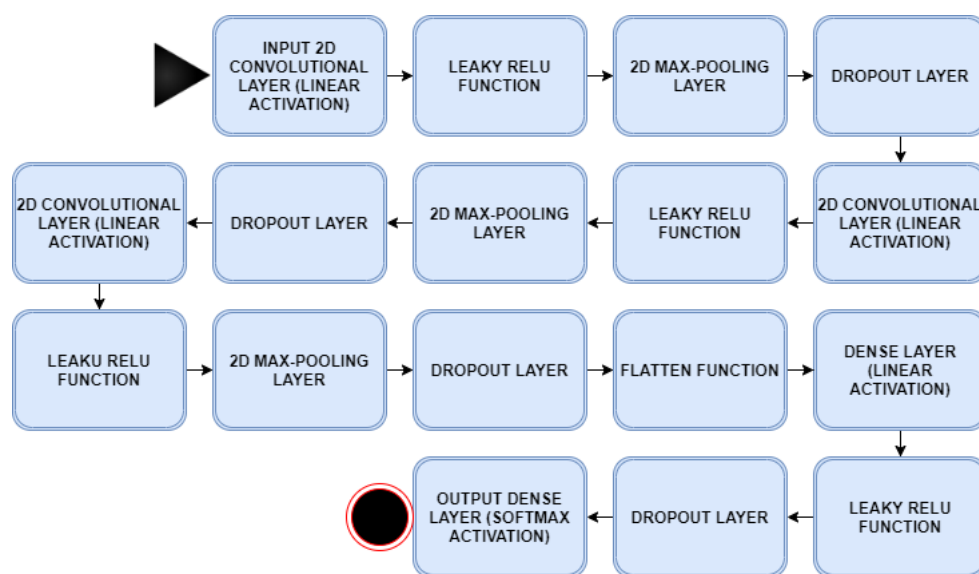 INPUT 2D
CONVOLUTIONAL
LAYER (LINEAR
ACTIVATION)
LEAKY RELU
FUNCTION
2D MAX-POOLING
LAYER
DROPOUT LAYER
2D CONVOLUTIONAL
LAYER (LINEAR
ACTIVATION)
LEAKY RELU
FUNCTION
2D MAX-POOLING
LAYER
DROPOUT LAYER
2D CONVOLUTIONAL
LAYER (LINEAR
ACTIVATION)
LEAKU RELU
FUNCTION
2D MAX-POOLING
LAYER
DROPOUT LAYER
FLATTEN FUNCTION
DENSE LAYER
(LINEAR
ACTIVATION)
LEAKY RELU
FUNCTION
DROPOUT LAYER
OUTPUT DENSE
LAYER (SOFTMAX
ACTIVATION)